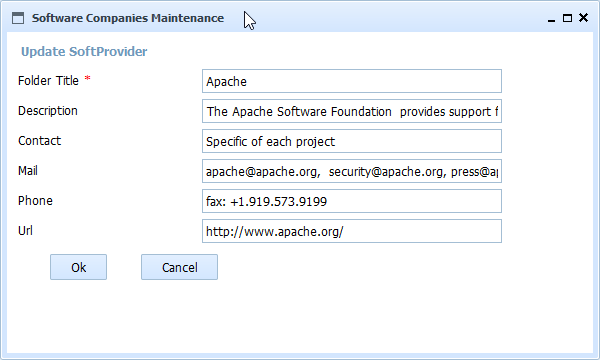 Software Companies Maintenance
Update SoftProvider
Folder Title * Apache
Description The Apache Software Foundation  provides support f
Contact Specific of each project
Mail apache@apache.org,  security@apache.org, press@a
Phone fax: +1.919.573.9199
Url http://www.apache.org/
Ok Cancel